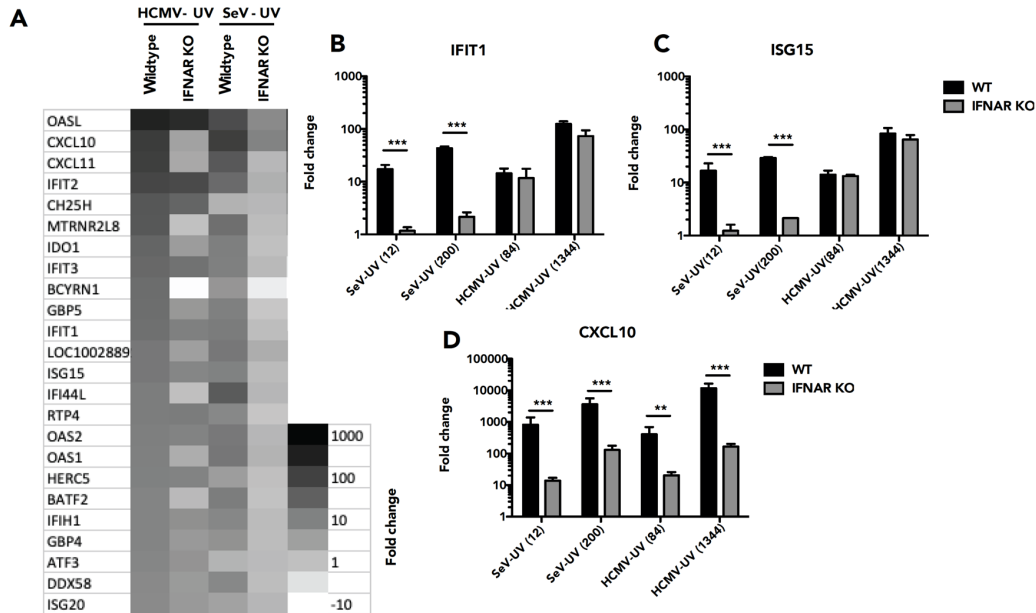 A
HCMV- UV
SeV - UV
Wildtype
IFNAR KO
Wildtype
IFNAR KO
OASL
CXCL10
CXCL11
IFIT2
CH25H
MTRNR2L8
IDO1
IFIT3
BCYRN1
GBP5
IFIT1
LOC1002889
ISG15
IFI44L
RTP4
OAS2
OAS1
HERC5
BATF2
IFIH1
GBP4
ATF3
DDX58
ISG20
1000
100
10
1
-10
Fold change
B
IFIT1
Fold change
1000
100
10
1
***
***
SeV-UV (12)
SeV-UV (200)
HCMV-UV (84)
HCMV-UV (1344)
C
ISG15
Fold change
1000
100
10
1
***
***
SeV-UV (12)
SeV-UV(200)
HCMV-UV(84)
HCMV-UV(1344)
WT
IFNAR KO
D
CXCL10
Fold change
100000
10000
1000
100
10
1
***
***
**
***
SeV-UV (12)
SeV-UV (200)
HCMV-UV (84)
HCMV-UV (1344)
WT
IFNAR KO